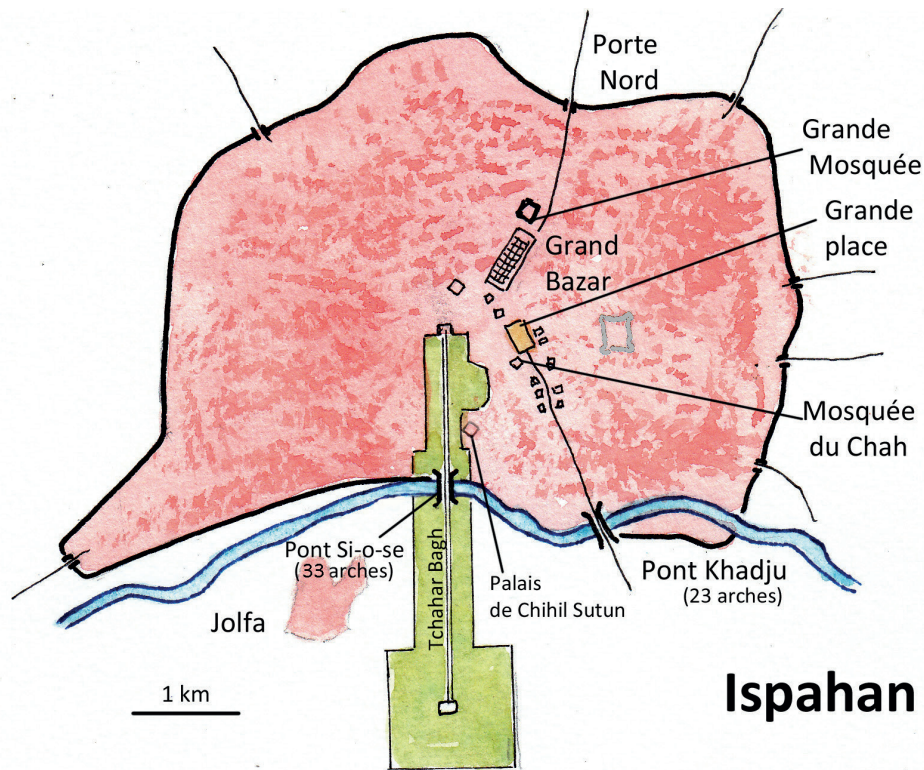 Porte
Nord
Grande
Mosquée
Grande
place
Grand
Bazar
Mosquée
du Chah
Pont Si-o-se
(33 arches)
Tchahar Bagh
Palais
de Chihil Sutun
Pont Khadju
(23 arches)
Jolfa
1 km
Ispahan